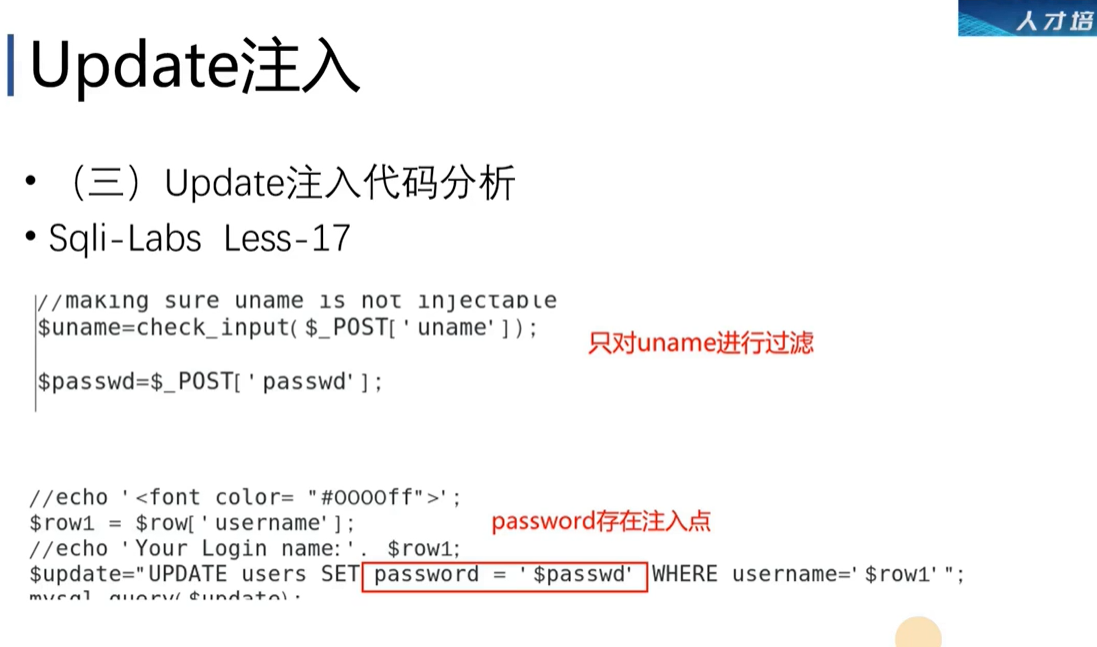 人才培
Update注入
• （三）Update注入代码分析
• Sqli-Labs Less-17
//making sure uname is not injectable
$uname=check_input($_POST['uname']);
只对uname进行过滤
$passwd=$_POST['passwd'];
//echo '<font color= "#0000ff">';
$row1 = $row['username'];
password存在注入点
//echo 'Your Login name:'. $row1;
$update="UPDATE users SET password = '$passwd' WHERE username='$row1'";
mysql_query($update);